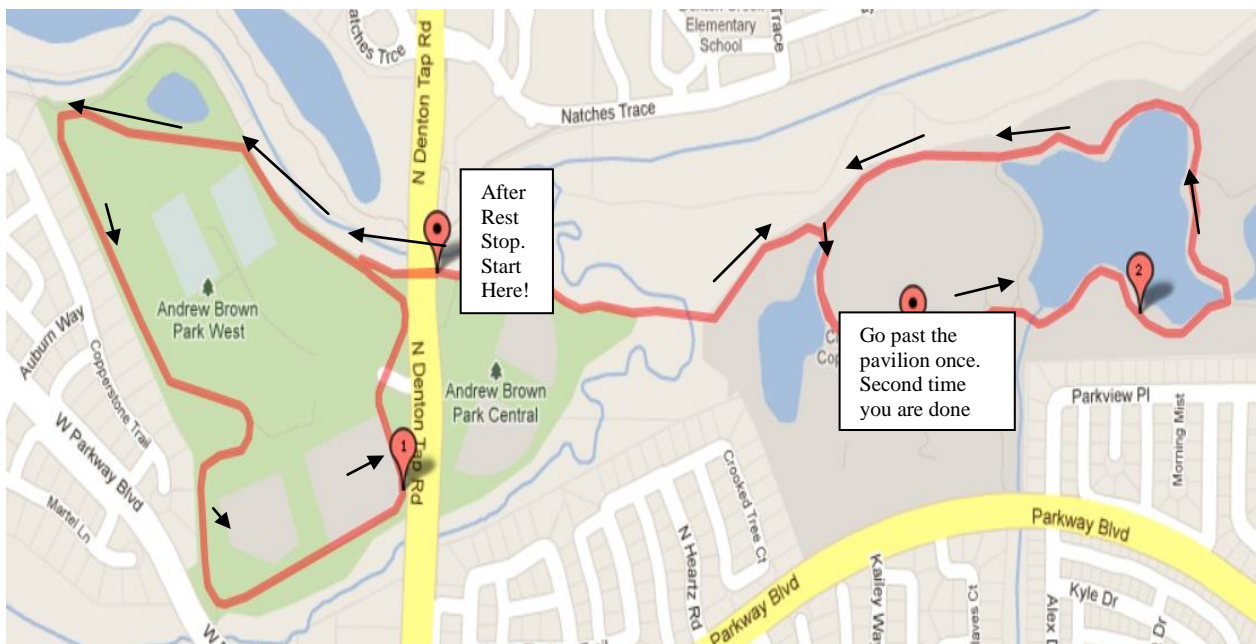 Natches Trce
Elementary
School
Trace
Natches Trace
N Denton Tap Rd
After
Rest
Stop.
Start
Here!
2
Andrew Brown
Park West
Auburn Way
Copperstone Trail
W Parkway Blvd
Martel Ln
1
N Denton Tap Rd
Andrew Brown
Park Central
Go past the
pavilion once.
Second time
you are done
Parkview Pl
Morning Mist
Crooked Tree Ct
N Heartz Rd
Parkway Blvd
Parkway Blvd
Kailey Wa
Kyle Dr
Alex D